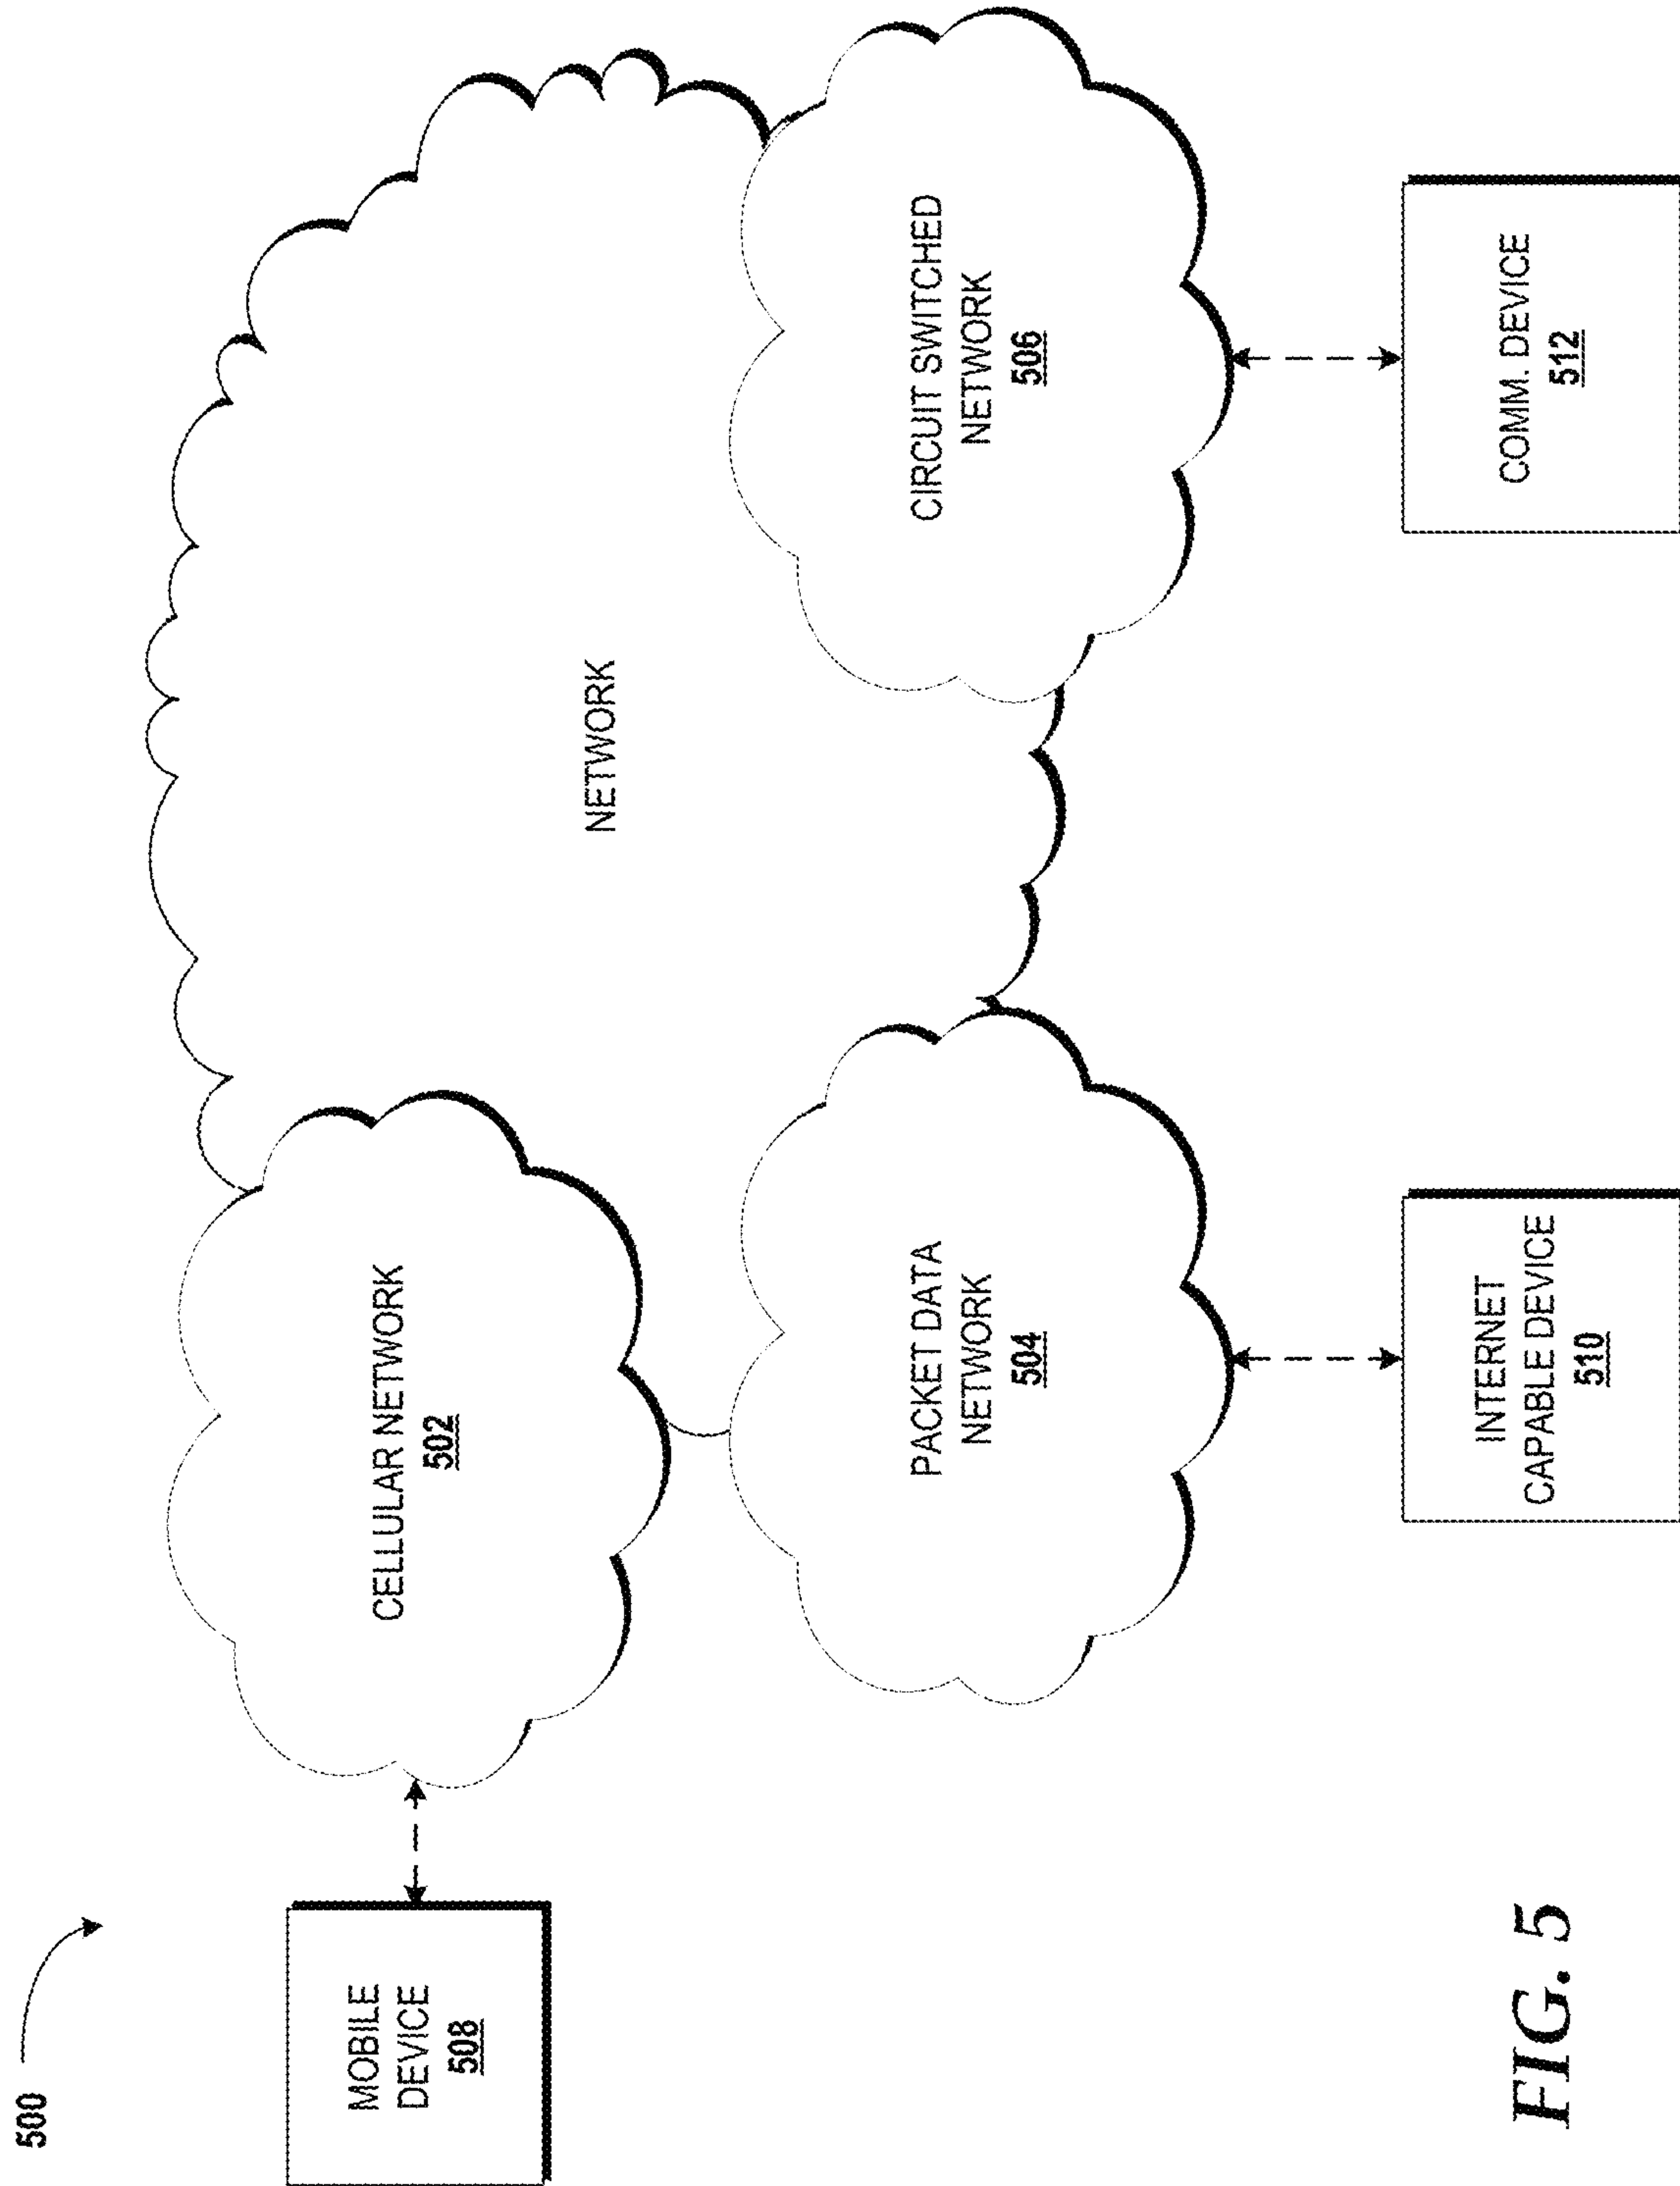 500
MOBILE
DEVICE
508
CELLULAR NETWORK
502
NETWORK
PACKET DATA
NETWORK
504
CIRCUIT SWITCHED
NETWORK
506
INTERNET
CAPABLE DEVICE
510
COMM. DEVICE
512
FIG. 5